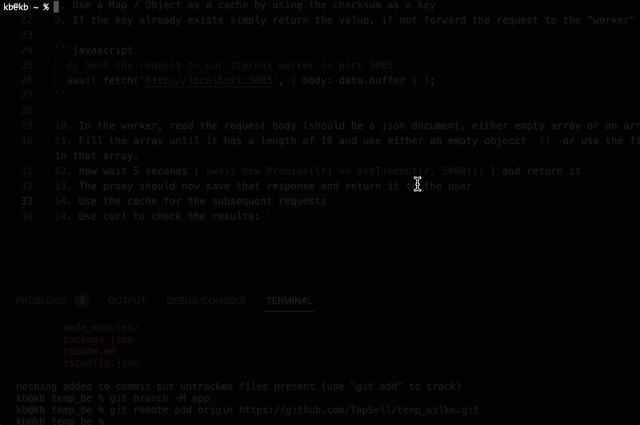 kb@kb ~ % . Use a Map / Object as a cache by using the checksum as a key
22 9. If the key already exists simply return the value, if not forward the request to the "worker"
23
24 ```javascript
25 // Send the request to our iternal worker on port 3005
26 await fetch('http://localhost:3005', { body: data.buffer } );
27 ```
28
29 10. In the worker, read the request body (should be a json document, either empty array or an arr
30 11. Fill the array until it has a length of 10 and use either an empty objecct `{}` or use the fi
in that array.
31 12. now wait 5 seconds (`await new Promise((r) => setTimeout(r, 5000));`) and return it
32 13. The proxy should now save that response and return it to the user
33 14. Use the cache for the subsequent requests
34 14. Use curl to check the results: ``
PROBLEMS 3 OUTPUT DEBUG CONSOLE TERMINAL
node_modules/
package.json
readme.md
tsconfig.json
nothing added to commit but untracked files present (use "git add" to track)
kb@kb temp_be % git branch -M app
kb@kb temp_be % git remote add origin https://github.com/TapSell/temp_wilke.git
kb@kb temp_be %